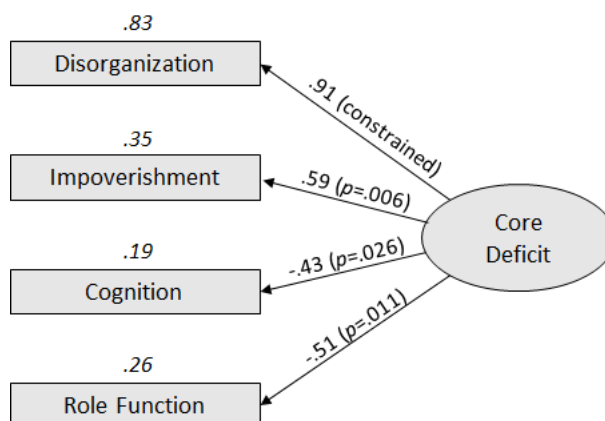 .83
Disorganization
.91 (constrained)
.35
Impoverishment
.59 (p=.006)
Core
Deficit
.19
Cognition
-.43 (p=.026)
-.51 (p=.011)
.26
Role Function